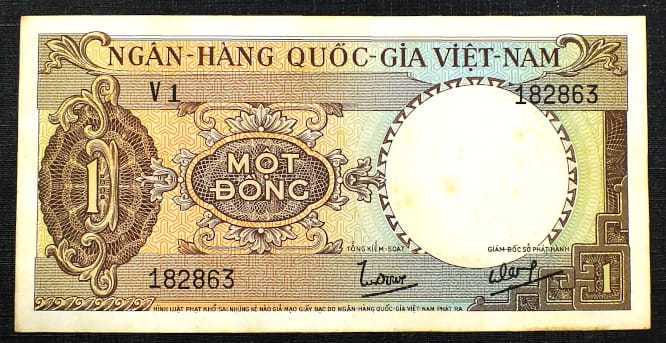 NGÂN-HÀNG QUỐC-GIA VIỆT-NAM
V 1 182863
1 MỘT
ĐỒNG
TỔNG KIỂM-SOÁT GIÁM-ĐỐC SỞ PHÁT-HÀNH
182863 1
HÌNH LUẬT PHẠT KHỔ SAI NHỮNG KẺ NÀO GIẢ MẠO GIẤY BẠC DO NGÂN-HÀNG QUỐC-GIA VIỆT-NAM PHÁT RA